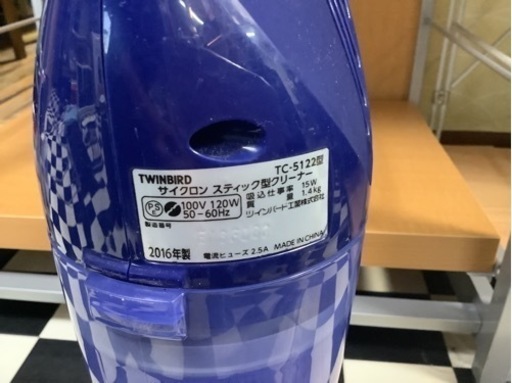 TWINBIRD TC-5122型
サイクロン スティック型クリーナー
PS 100V 120W 吸込仕事率 15W
50-60Hz 質量 1.4kg
製造番号 ツインバード工業株式会社
2016年製 電流ヒューズ 2.5A MADE IN CHINA